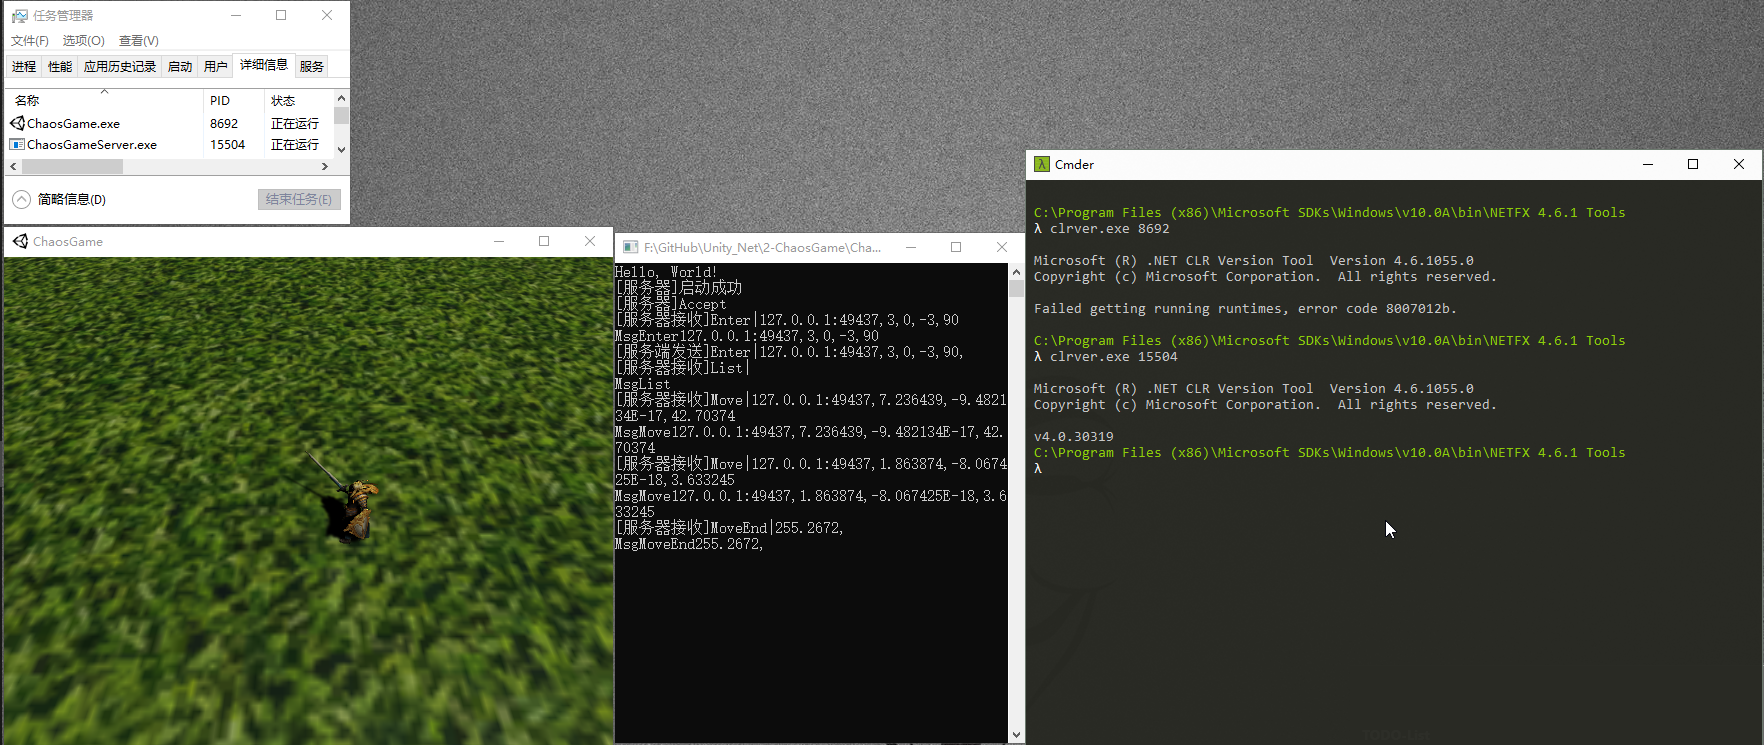 任务管理器
文件(F) 选项(O) 查看(V)
进程 性能 应用历史记录 启动 用户 详细信息 服务
名称 PID 状态
ChaosGame.exe 8692 正在运行
ChaosGameServer.exe 15504 正在运行
简略信息(D) 结束任务(E)
ChaosGame
F:\GitHub\Unity_Net\2-ChaosGame\Cha...
Hello, World!
[服务器]启动成功
[服务器]Accept
[服务器接收]Enter|127.0.0.1:49437,3,0,-3,90
MsgEnter127.0.0.1:49437,3,0,-3,90
[服务端发送]Enter|127.0.0.1:49437,3,0,-3,90,
[服务器接收]List|
MsgList
[服务器接收]Move|127.0.0.1:49437,7.236439,-9.4821
34E-17,42.70374
MsgMove127.0.0.1:49437,7.236439,-9.482134E-17,42.
70374
[服务器接收]Move|127.0.0.1:49437,1.863874,-8.0674
25E-18,3.633245
MsgMove127.0.0.1:49437,1.863874,-8.067425E-18,3.6
33245
[服务器接收]MoveEnd|255.2672,
MsgMoveEnd255.2672,
Cmder
C:\Program Files (x86)\Microsoft SDKs\Windows\v10.0A\bin\NETFX 4.6.1 Tools
λ clrver.exe 8692
Microsoft (R) .NET CLR Version Tool  Version 4.6.1055.0
Copyright (c) Microsoft Corporation.  All rights reserved.
Failed getting running runtimes, error code 8007012b.
C:\Program Files (x86)\Microsoft SDKs\Windows\v10.0A\bin\NETFX 4.6.1 Tools
λ clrver.exe 15504
Microsoft (R) .NET CLR Version Tool  Version 4.6.1055.0
Copyright (c) Microsoft Corporation.  All rights reserved.
v4.0.30319
C:\Program Files (x86)\Microsoft SDKs\Windows\v10.0A\bin\NETFX 4.6.1 Tools
λ